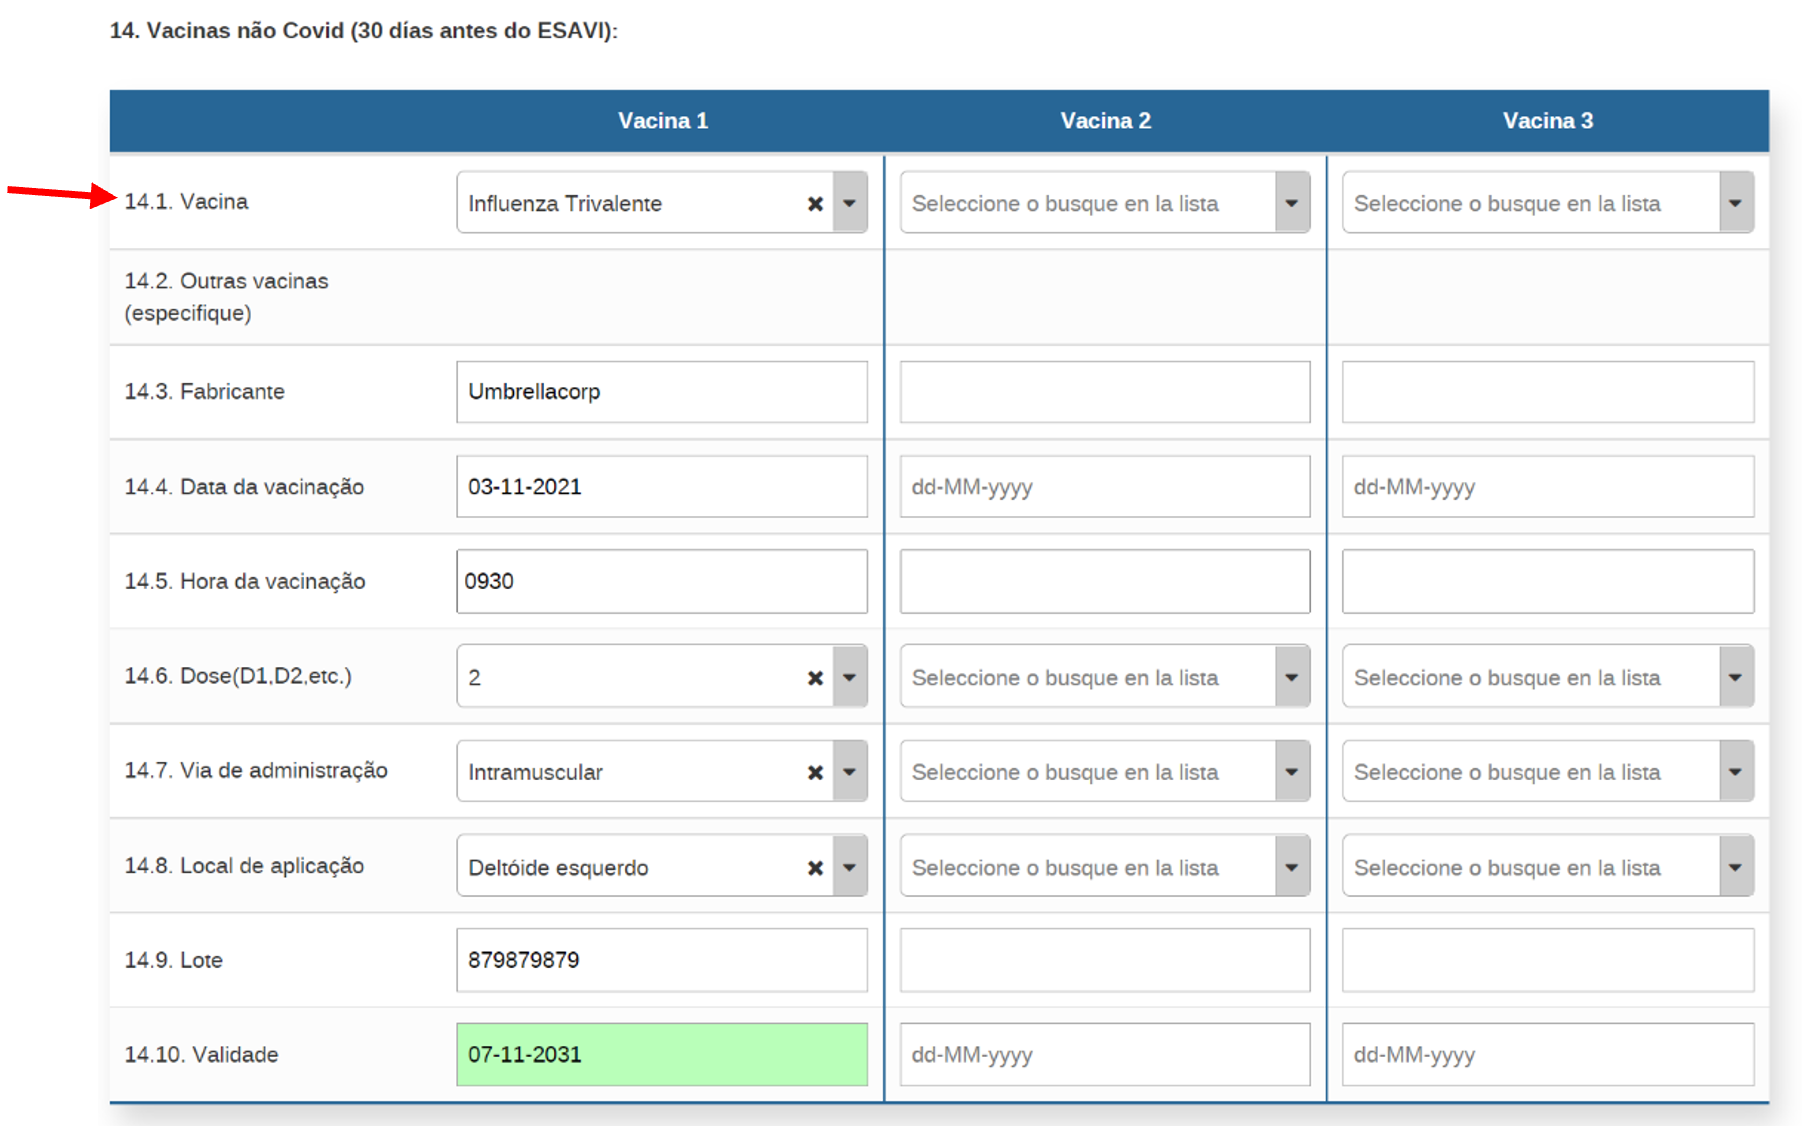 14. Vacinas não Covid (30 días antes do ESAVI):
Vacina 1 Vacina 2 Vacina 3
14.1. Vacina Influenza Trivalente Seleccione o busque en la lista Seleccione o busque en la lista
14.2. Outras vacinas
(especifique)
14.3. Fabricante Umbrellacorp
14.4. Data da vacinação 03-11-2021 dd-MM-yyyy dd-MM-yyyy
14.5. Hora da vacinação 0930
14.6. Dose(D1,D2,etc.) 2 Seleccione o busque en la lista Seleccione o busque en la lista
14.7. Via de administração Intramuscular Seleccione o busque en la lista Seleccione o busque en la lista
14.8. Local de aplicação Deltóide esquerdo Seleccione o busque en la lista Seleccione o busque en la lista
14.9. Lote 879879879
14.10. Validade 07-11-2031 dd-MM-yyyy dd-MM-yyyy